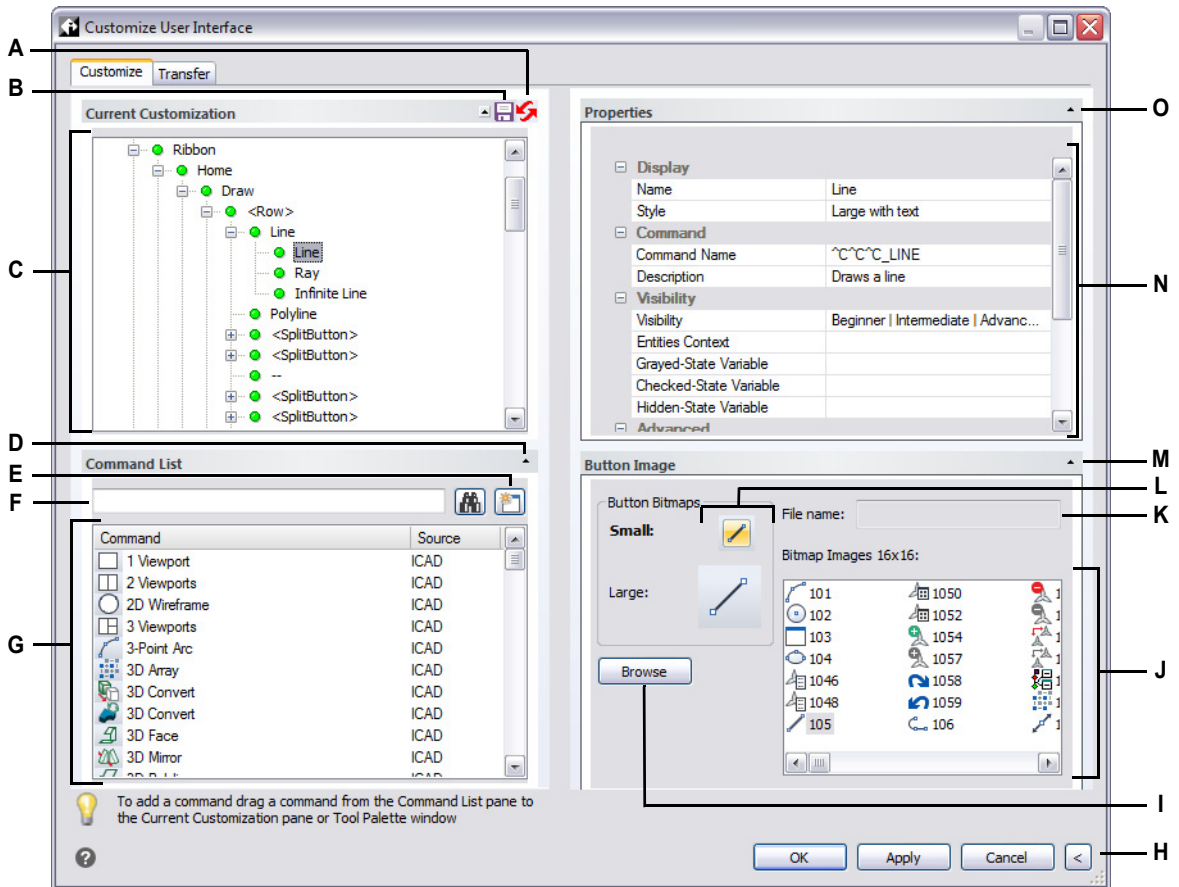 Customize User Interface
A
Customize Transfer
B
Current Customization
Properties
O
Ribbon
Home
Draw
<Row>
Line
Line
Ray
Infinite Line
Polyline
<SplitButton>
<SplitButton>
--
<SplitButton>
<SplitButton>
C
Display
Name Line
Style Large with text
Command
Command Name ^C^C^C_LINE
Description Draws a line
Visibility
Visibility Beginner | Intermediate | Advanc...
Entities Context
Grayed-State Variable
Checked-State Variable
Hidden-State Variable
Advanced
N
D
Command List
E
F
Command Source
1 Viewport ICAD
2 Viewports ICAD
2D Wireframe ICAD
3 Viewports ICAD
3-Point Arc ICAD
3D Array ICAD
3D Convert ICAD
3D Convert ICAD
3D Face ICAD
3D Mirror ICAD
G
Button Image
M
L
Button Bitmaps
Small:
Large:
File name:
K
Bitmap Images 16x16:
101 1050 1
102 1052 1
103 1054 1
104 1057 1
1046 1058 1
1048 1059 1
105 106 1
J
Browse
I
To add a command drag a command from the Command List pane to
the Current Customization pane or Tool Palette window
?
OK Apply Cancel <
H